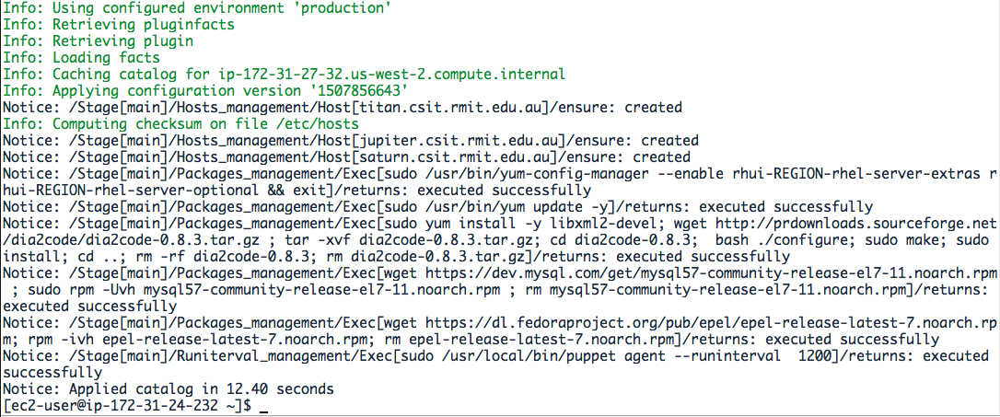 Info: Using configured environment 'production'
Info: Retrieving pluginfacts
Info: Retrieving plugin
Info: Loading facts
Info: Caching catalog for ip-172-31-27-32.us-west-2.compute.internal
Info: Applying configuration version '1507856643'
Notice: /Stage[main]/Hosts_management/Host[titan.csit.rmit.edu.au]/ensure: created
Info: Computing checksum on file /etc/hosts
Notice: /Stage[main]/Hosts_management/Host[jupiter.csit.rmit.edu.au]/ensure: created
Notice: /Stage[main]/Hosts_management/Host[saturn.csit.rmit.edu.au]/ensure: created
Notice: /Stage[main]/Packages_management/Exec[sudo /usr/bin/yum-config-manager --enable rhui-REGION-rhel-server-extras r
hui-REGION-rhel-server-optional && exit]/returns: executed successfully
Notice: /Stage[main]/Packages_management/Exec[sudo /usr/bin/yum update -y]/returns: executed successfully
Notice: /Stage[main]/Packages_management/Exec[sudo yum install -y libxml2-devel; wget http://prdownloads.sourceforge.net
/dia2code/dia2code-0.8.3.tar.gz ; tar -xvf dia2code-0.8.3.tar.gz; cd dia2code-0.8.3;  bash ./configure; sudo make; sudo
install; cd ..; rm -rf dia2code-0.8.3; rm dia2code-0.8.3.tar.gz]/returns: executed successfully
Notice: /Stage[main]/Packages_management/Exec[wget https://dev.mysql.com/get/mysql57-community-release-el7-11.noarch.rpm
 ; sudo rpm -Uvh mysql57-community-release-el7-11.noarch.rpm ; rm mysql57-community-release-el7-11.noarch.rpm]/returns:
executed successfully
Notice: /Stage[main]/Packages_management/Exec[wget https://dl.fedoraproject.org/pub/epel/epel-release-latest-7.noarch.rp
m; rpm -ivh epel-release-latest-7.noarch.rpm; rm epel-release-latest-7.noarch.rpm]/returns: executed successfully
Notice: /Stage[main]/Runiterval_management/Exec[sudo /usr/local/bin/puppet agent --runinterval  1200]/returns: executed
successfully
Notice: Applied catalog in 12.40 seconds
[ec2-user@ip-172-31-24-232 ~]$ _